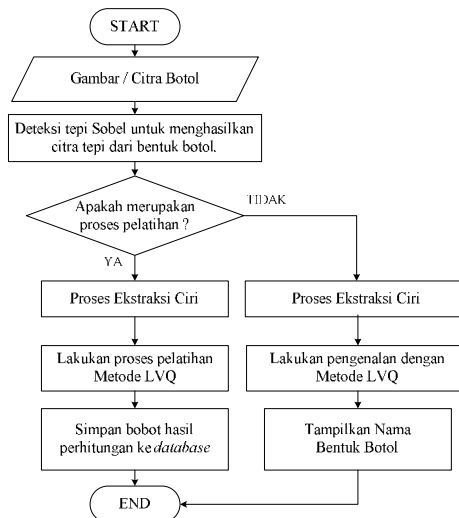 START
Gambar / Citra Botol
Deteksi tepi Sobel untuk menghasilkan
citra tepi dari bentuk botol.
Apakah merupakan
proses pelatihan ?
TIDAK
YA
Proses Ekstraksi Ciri
Proses Ekstraksi Ciri
Lakukan proses pelatihan
Metode LVQ
Lakukan pengenalan dengan
Metode LVQ
Simpan bobot hasil
perhitungan ke database
Tampilkan Nama
Bentuk Botol
END